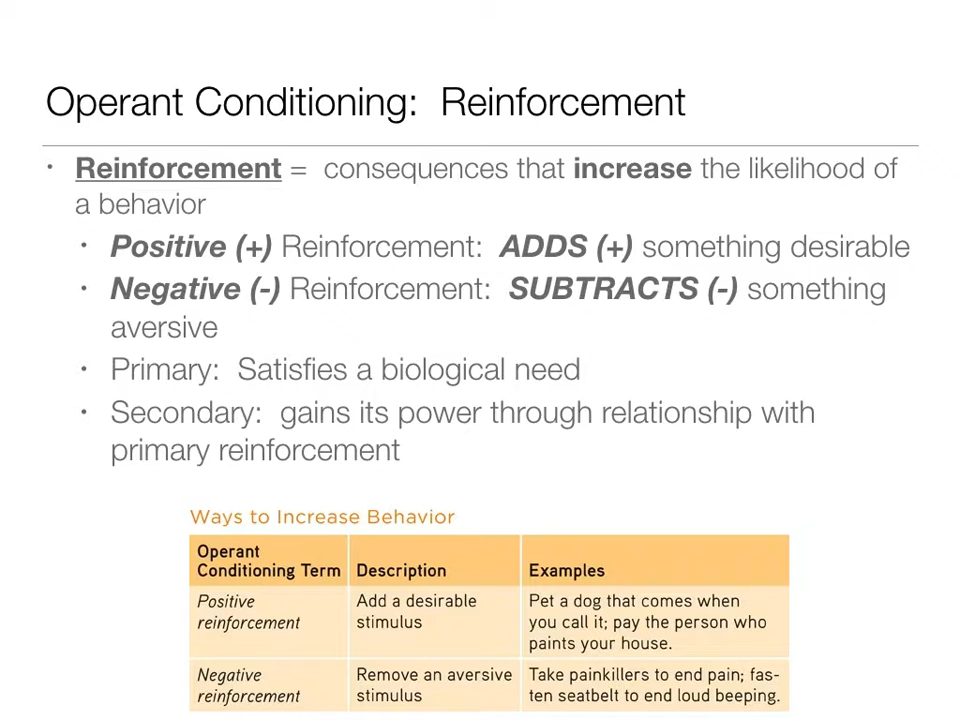 Operant Conditioning: Reinforcement
• Reinforcement = consequences that increase the likelihood of
a behavior
• Positive (+) Reinforcement: ADDS (+) something desirable
• Negative (-) Reinforcement: SUBTRACTS (-) something
aversive
• Primary: Satisfies a biological need
• Secondary: gains its power through relationship with
primary reinforcement
Ways to Increase Behavior
Operant
Conditioning Term Description Examples
Positive Add a desirable Pet a dog that comes when
reinforcement stimulus you call it; pay the person who
paints your house.
Negative Remove an aversive Take painkillers to end pain; fas-
reinforcement stimulus ten seatbelt to end loud beeping.